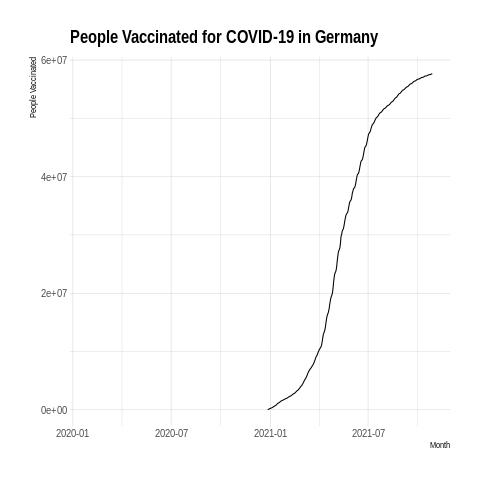 People Vaccinated for COVID-19 in Germany
People Vaccinated
6e+07
4e+07
2e+07
0e+00
2020-01 2020-07 2021-01 2021-07
Month